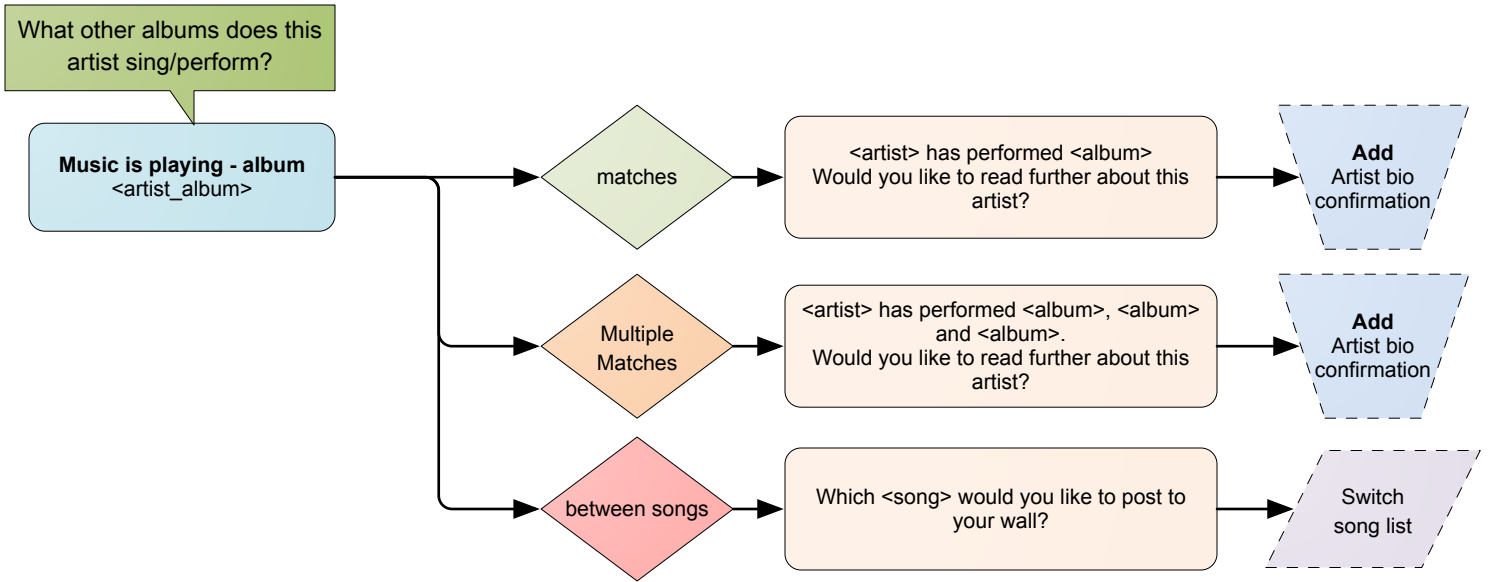 What other albums does this
artist sing/perform?
Music is playing - album
<artist_album>
matches
<artist> has performed <album>
Would you like to read further about this
artist?
Add
Artist bio
confirmation
Multiple
Matches
<artist> has performed <album>, <album>
and <album>.
Would you like to read further about this
artist?
Add
Artist bio
confirmation
between songs
Which <song> would you like to post to
your wall?
Switch
song list